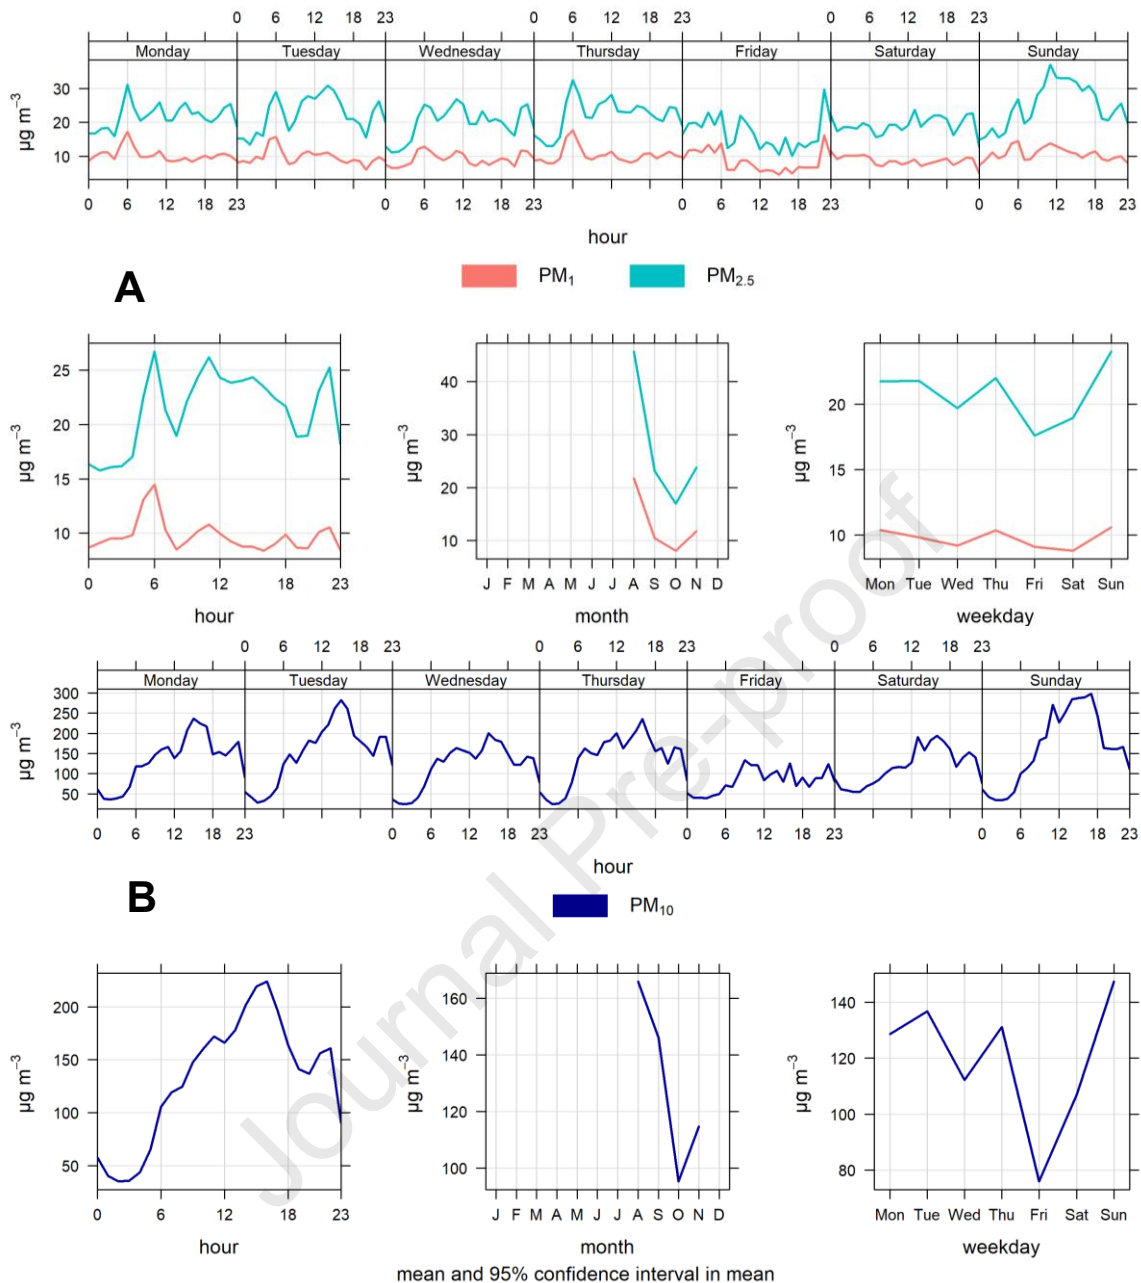 0 6 12 18 23 0 6 12 18 23 0 6 12 18 23
Monday Tuesday Wednesday Thursday Friday Saturday Sunday
30
20
10
µg m⁻³
0 6 12 18 23 0 6 12 18 23 0 6 12 18 23 0 6 12 18 23
hour
A
PM₁ PM₂.₅
25
20
15
10
µg m⁻³
0 6 12 18 23
hour
40
30
20
10
µg m⁻³
J F M A M J J A S O N D
month
20
15
10
µg m⁻³
Mon Tue Wed Thu Fri Sat Sun
weekday
0 6 12 18 23 0 6 12 18 23 0 6 12 18 23
Monday Tuesday Wednesday Thursday Friday Saturday Sunday
300
250
200
150
100
50
µg m⁻³
0 6 12 18 23 0 6 12 18 23 0 6 12 18 23 0 6 12 18 23
hour
B
PM₁₀
200
150
100
50
µg m⁻³
0 6 12 18 23
hour
160
140
120
100
µg m⁻³
J F M A M J J A S O N D
month
140
120
100
80
µg m⁻³
Mon Tue Wed Thu Fri Sat Sun
weekday
mean and 95% confidence interval in mean
Journal Pre-proof